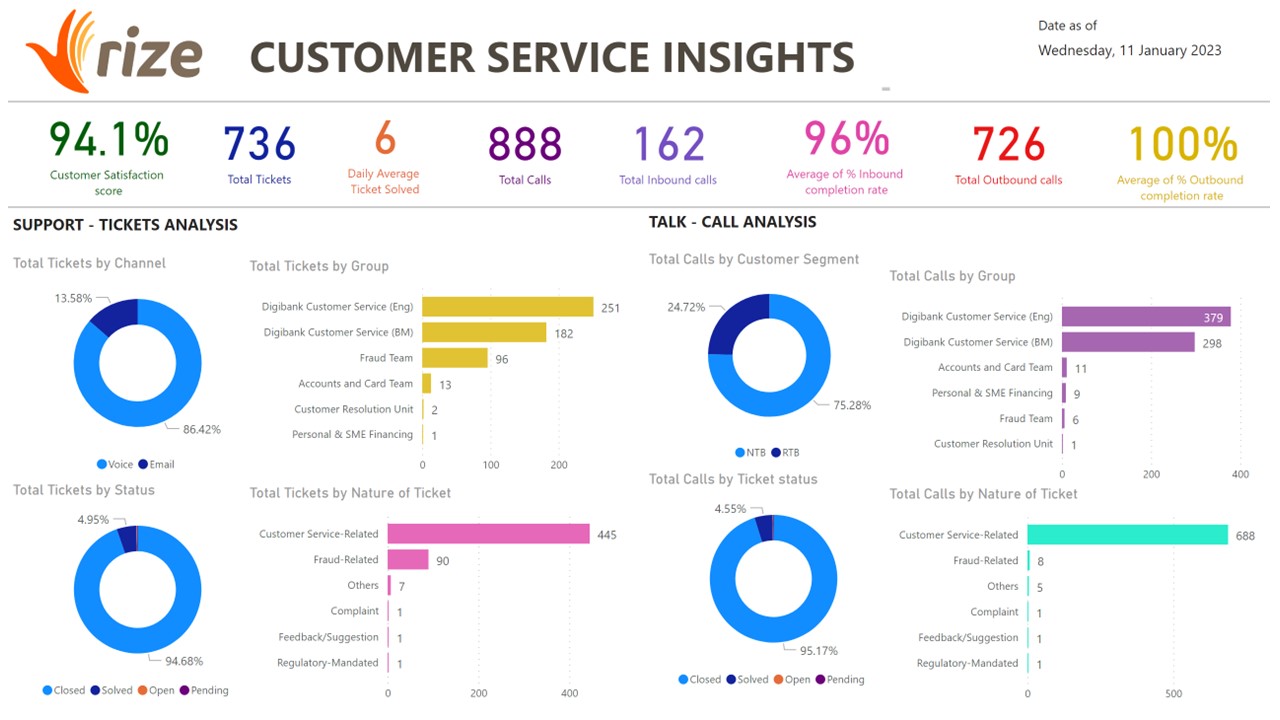 rize
CUSTOMER SERVICE INSIGHTS
Date as of
Wednesday, 11 January 2023
94.1%
Customer Satisfaction
score
736
Total Tickets
6
Daily Average
Ticket Solved
888
Total Calls
162
Total Inbound calls
96%
Average of % Inbound
completion rate
726
Total Outbound calls
100%
Average of % Outbound
completion rate
SUPPORT - TICKETS ANALYSIS
Total Tickets by Channel
13.58%
86.42%
Voice Email
Total Tickets by Group
Digibank Customer Service (Eng) 251
Digibank Customer Service (BM) 182
Fraud Team 96
Accounts and Card Team 13
Customer Resolution Unit 2
Personal & SME Financing 1
0 100 200
Total Tickets by Status
4.95%
94.68%
Closed Solved Open Pending
Total Tickets by Nature of Ticket
Customer Service-Related 445
Fraud-Related 90
Others 7
Complaint 1
Feedback/Suggestion 1
Regulatory-Mandated 1
0 200 400
TALK - CALL ANALYSIS
Total Calls by Customer Segment
24.72%
75.28%
NTB RTB
Total Calls by Group
Digibank Customer Service (Eng) 379
Digibank Customer Service (BM) 298
Accounts and Card Team 11
Personal & SME Financing 9
Fraud Team 6
Customer Resolution Unit 1
0 200 400
Total Calls by Ticket status
4.55%
95.17%
Closed Solved Open Pending
Total Calls by Nature of Ticket
Customer Service-Related 688
Fraud-Related 8
Others 5
Complaint 1
Feedback/Suggestion 1
Regulatory-Mandated 1
0 500